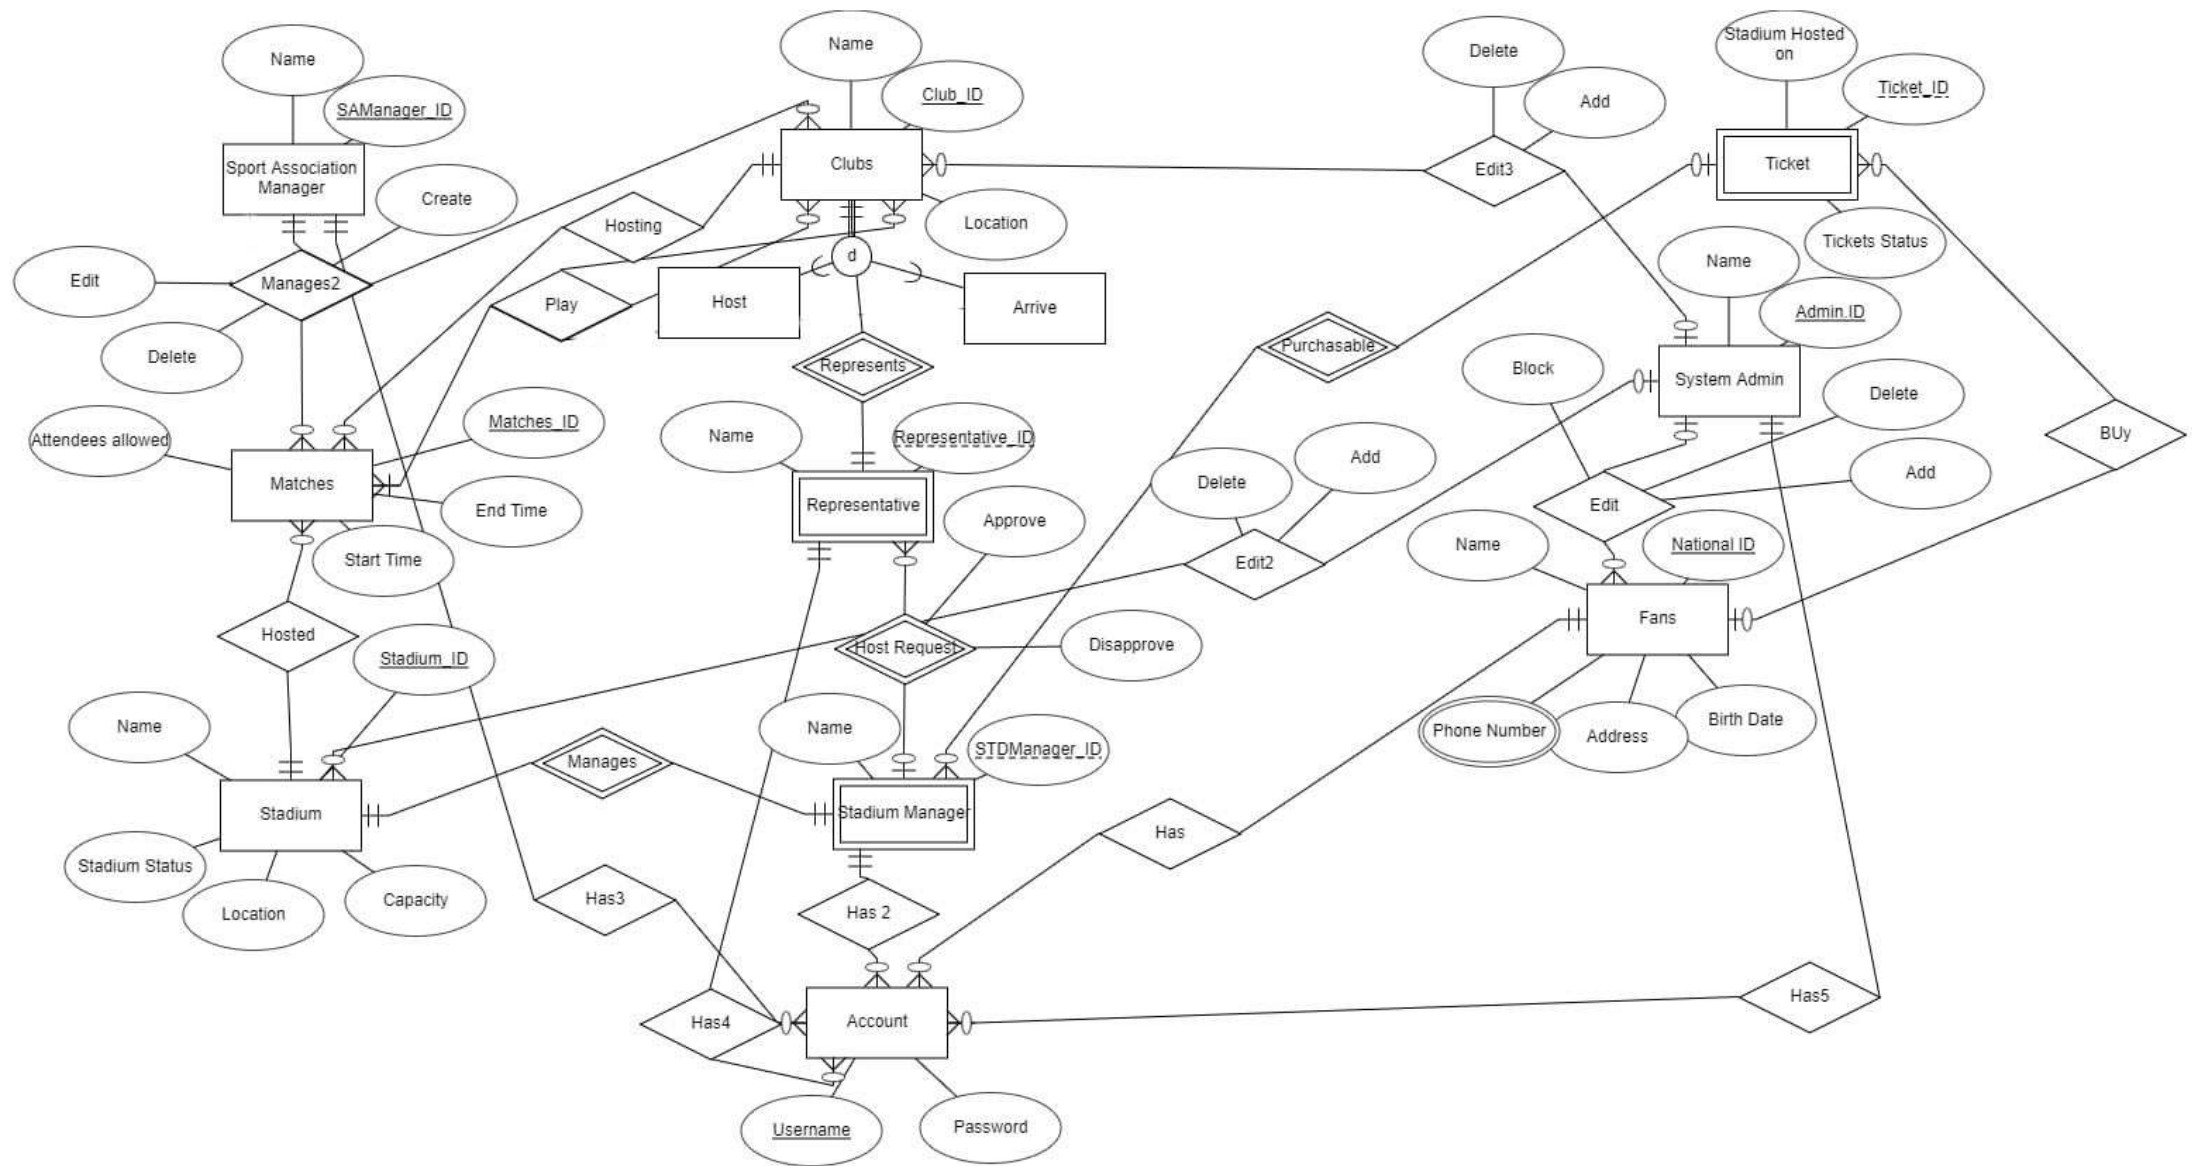 Name
SAManager_ID
Sport Association
Manager
Create
Edit
Manages2
Delete
Name
Club_ID
Clubs
Location
Hosting
Play
Host
d
Arrive
Represents
Delete
Add
Edit3
Stadium Hosted
on
Ticket_ID
Ticket
Tickets Status
Name
Admin.ID
System Admin
Purchasable
Block
Delete
Add
Edit
BUy
Attendees allowed
Matches_ID
Matches
End Time
Start Time
Name
Representative_ID
Representative
Approve
Delete
Add
Edit2
Name
National ID
Fans
Hosted
Stadium_ID
Host Request
Disapprove
Phone Number
Address
Birth Date
Name
Manages
Name
STDManager_ID
Stadium
Stadium Manager
Stadium Status
Location
Capacity
Has
Has3
Has 2
Has4
Account
Has5
Username
Password